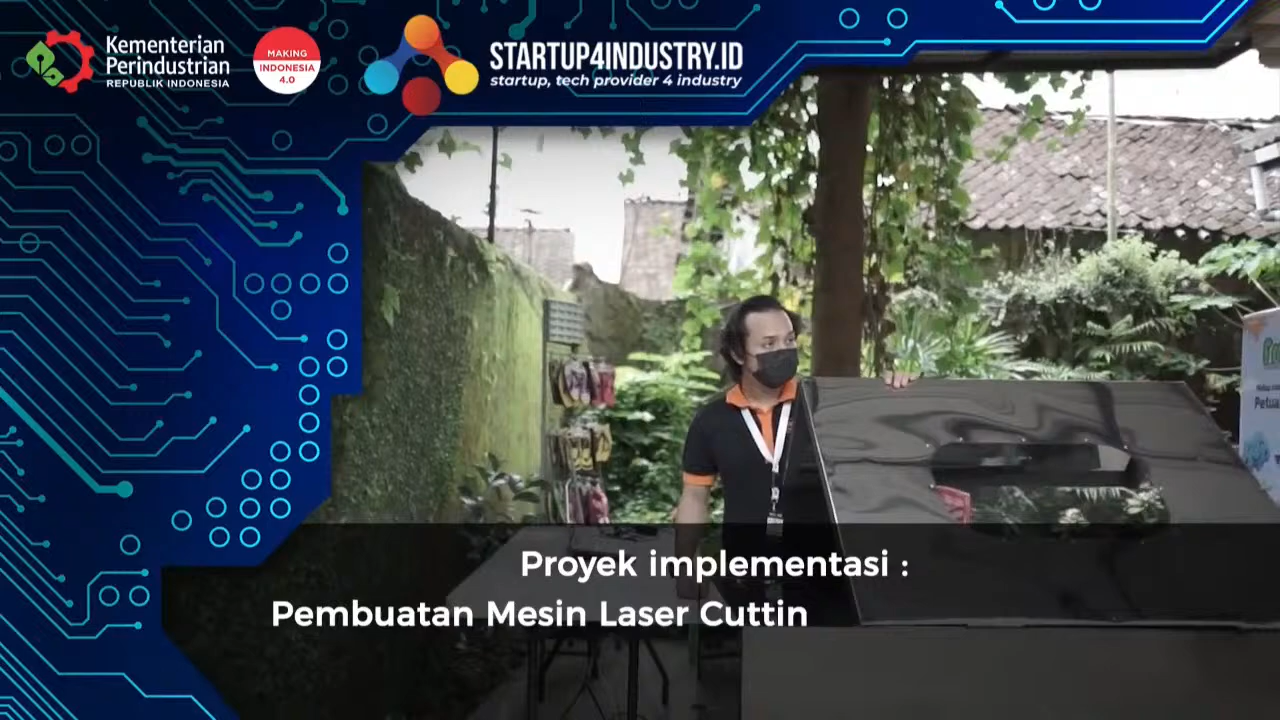 Kementerian
Perindustrian
REPUBLIK INDONESIA
MAKING
INDONESIA
4.0
STARTUP4INDUSTRY.ID
startup, tech provider 4 industry
Petua
Proyek implementasi :
Pembuatan Mesin Laser Cuttin